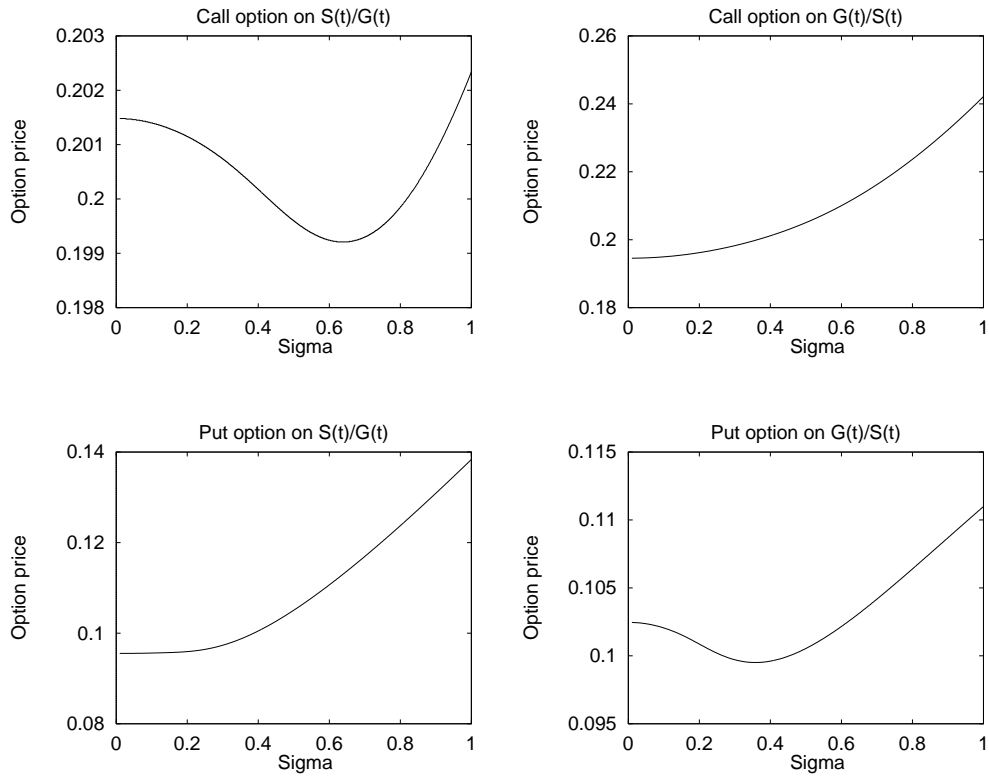 Call option on S(t)/G(t)
0.203
0.202
0.201
0.2
0.199
0.198
Option price
0 0.2 0.4 0.6 0.8 1
Sigma
Call option on G(t)/S(t)
0.26
0.24
0.22
0.2
0.18
Option price
0 0.2 0.4 0.6 0.8 1
Sigma
Put option on S(t)/G(t)
0.14
0.12
0.1
0.08
Option price
0 0.2 0.4 0.6 0.8 1
Sigma
Put option on G(t)/S(t)
0.115
0.11
0.105
0.1
0.095
Option price
0 0.2 0.4 0.6 0.8 1
Sigma